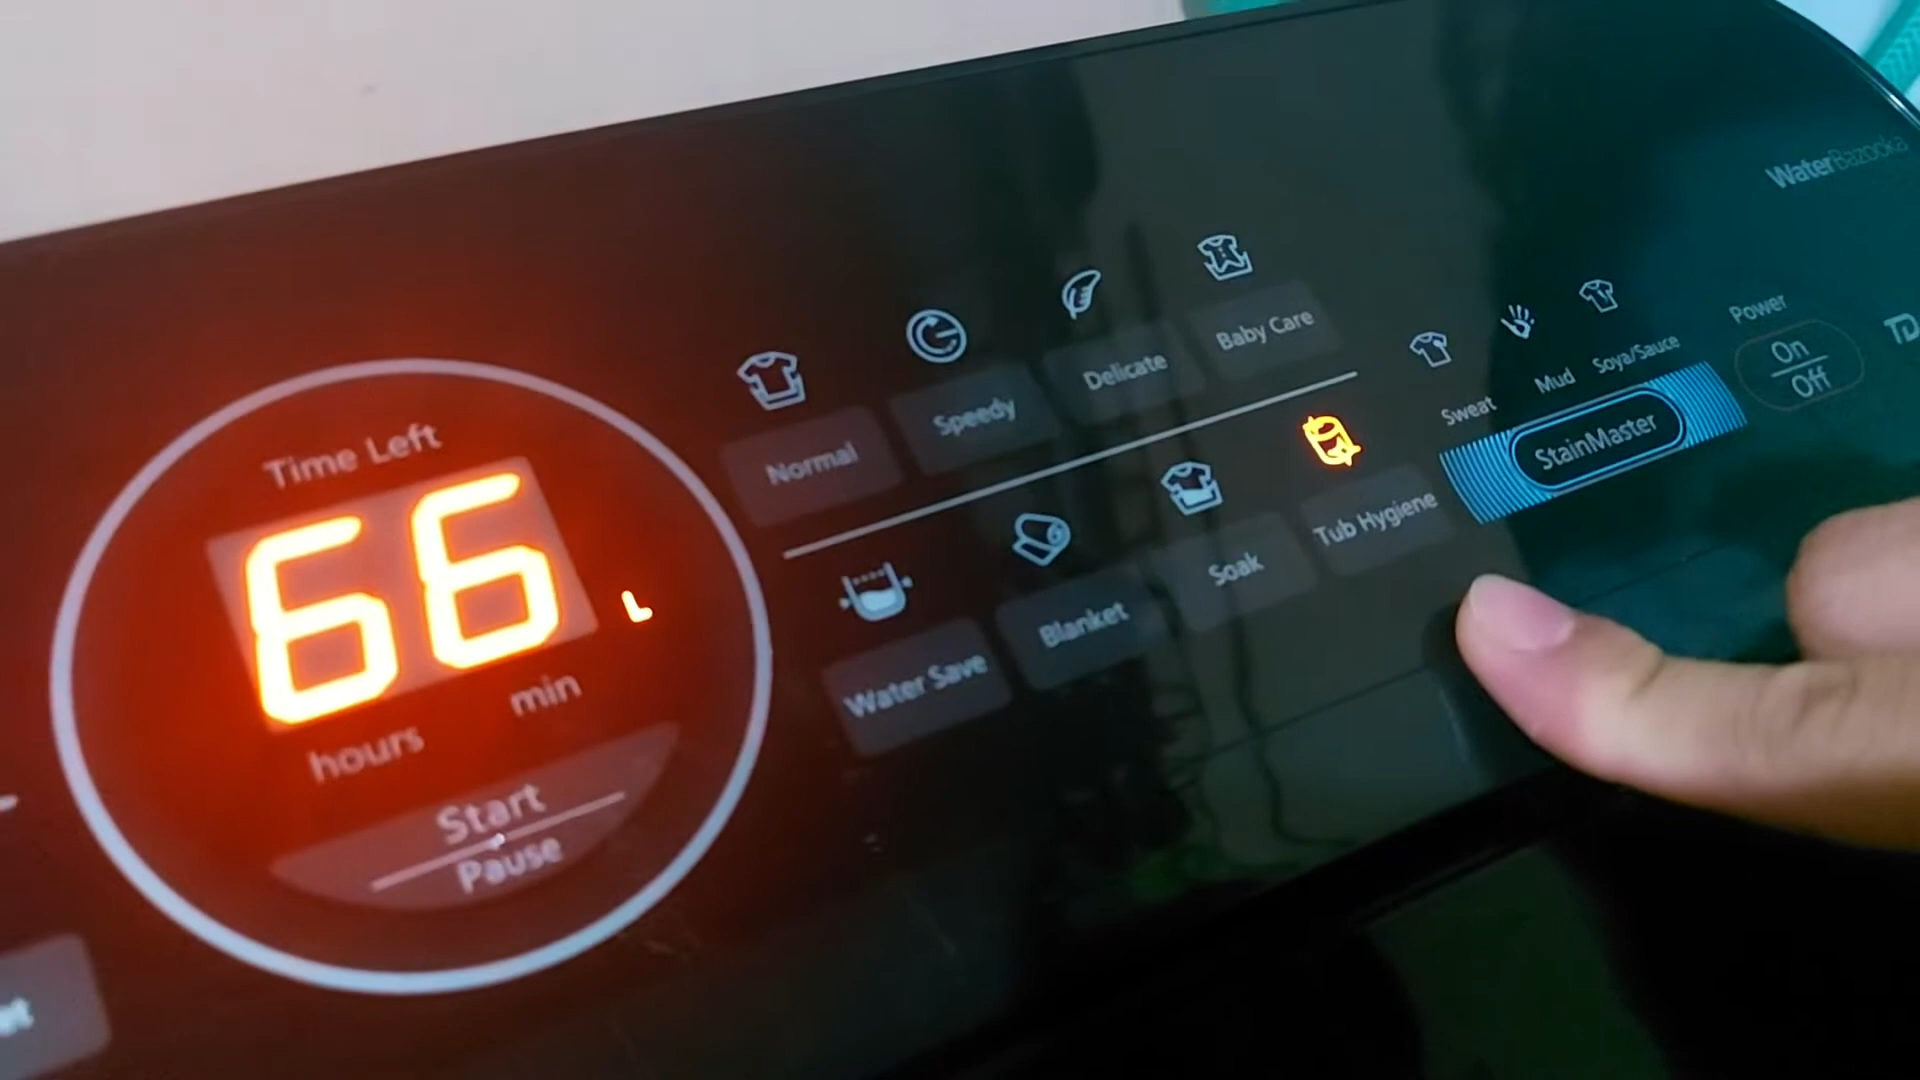 WaterBazooka
Time Left
66 L
hours min
Start
Pause
Normal Speedy Delicate Baby Care
Water Save Blanket Soak Tub Hygiene
Sweat Mud Soya/Sauce
StainMaster
Power
On
Off